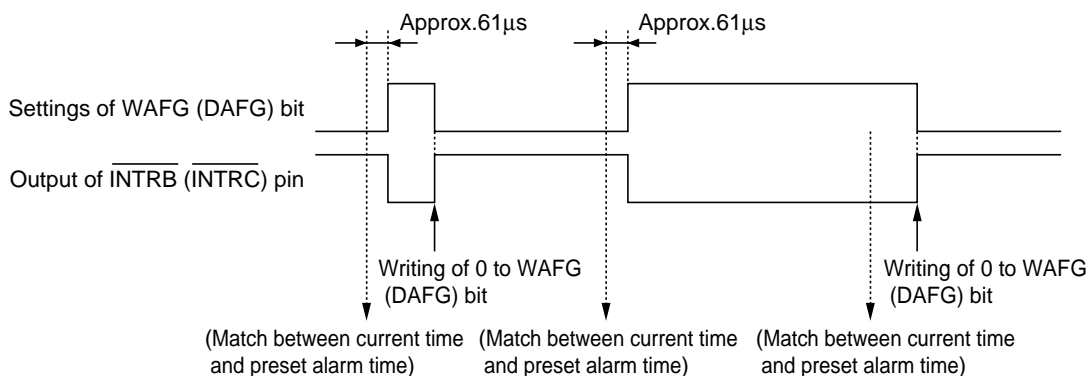 Approx.61μs
Approx.61μs
Settings of WAFG (DAFG) bit
Output of INTRB (INTRC) pin
Writing of 0 to WAFG
(DAFG) bit
Writing of 0 to WAFG
(DAFG) bit
(Match between current time
and preset alarm time)
(Match between current time
and preset alarm time)
(Match between current time
and preset alarm time)